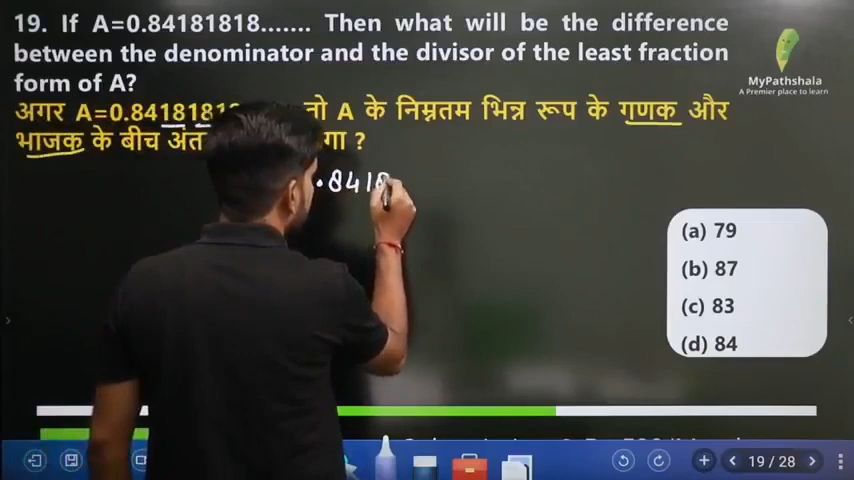 19. If A=0.84181818....... Then what will be the difference
between the denominator and the divisor of the least fraction
form of A?
अगर A=0.841818 तो A के निम्नतम भिन्न रूप के गुणक और
भाजक के बीच अंत गा ?
.8418
(a) 79
(b) 87
(c) 83
(d) 84
MyPathshala
A Premier place to learn
19 / 28